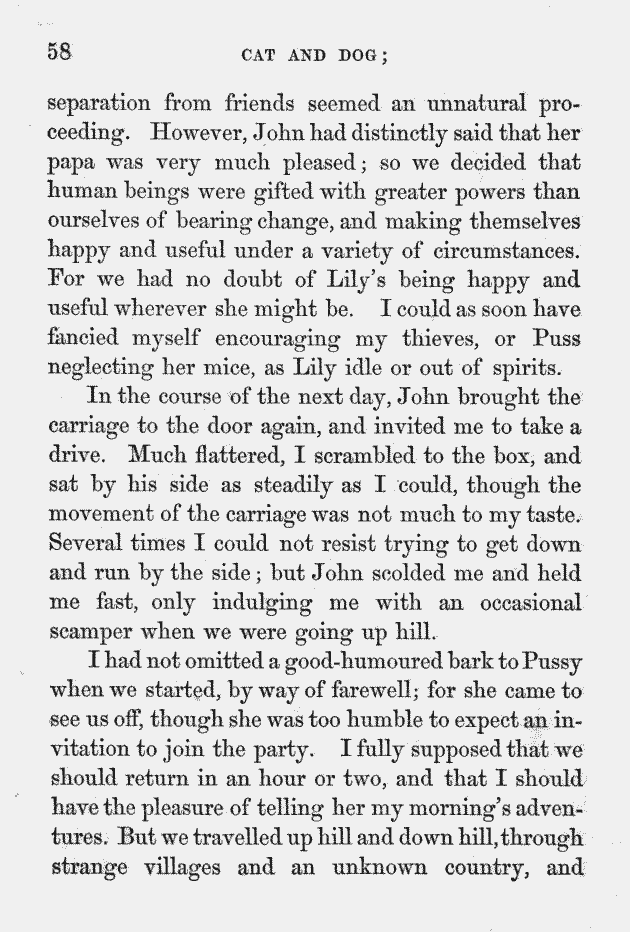 58
CAT AND DOG;
separation from friends seemed an unnatural pro-
ceeding. However, John had distinctly said that her
papa was very much pleased; so we decided that
human beings were gifted with greater powers than
ourselves of bearing change, and making themselves
happy and useful under a variety of circumstances.
For we had no doubt of Lily's being happy and
useful wherever she might be. I could as soon have
fancied myself encouraging my thieves, or Puss
neglecting her mice, as Lily idle or out of spirits.
In the course of the next day, John brought the
carriage to the door again, and invited me to take a
drive. Much flattered, I scrambled to the box, and
sat by his side as steadily as I could, though the
movement of the carriage was not much to my taste.
Several times I could not resist trying to get down
and run by the side; but John scolded me and held
me fast, only indulging me with an occasional
scamper when we were going up hill.
I had not omitted a good-humoured bark to Pussy
when we started, by way of farewell; for she came to
see us off, though she was too humble to expect an in-
vitation to join the party. I fully supposed that we
should return in an hour or two, and that I should
have the pleasure of telling her my morning's adven-
tures. But we travelled up hill and down hill, through
strange villages and an unknown country, and